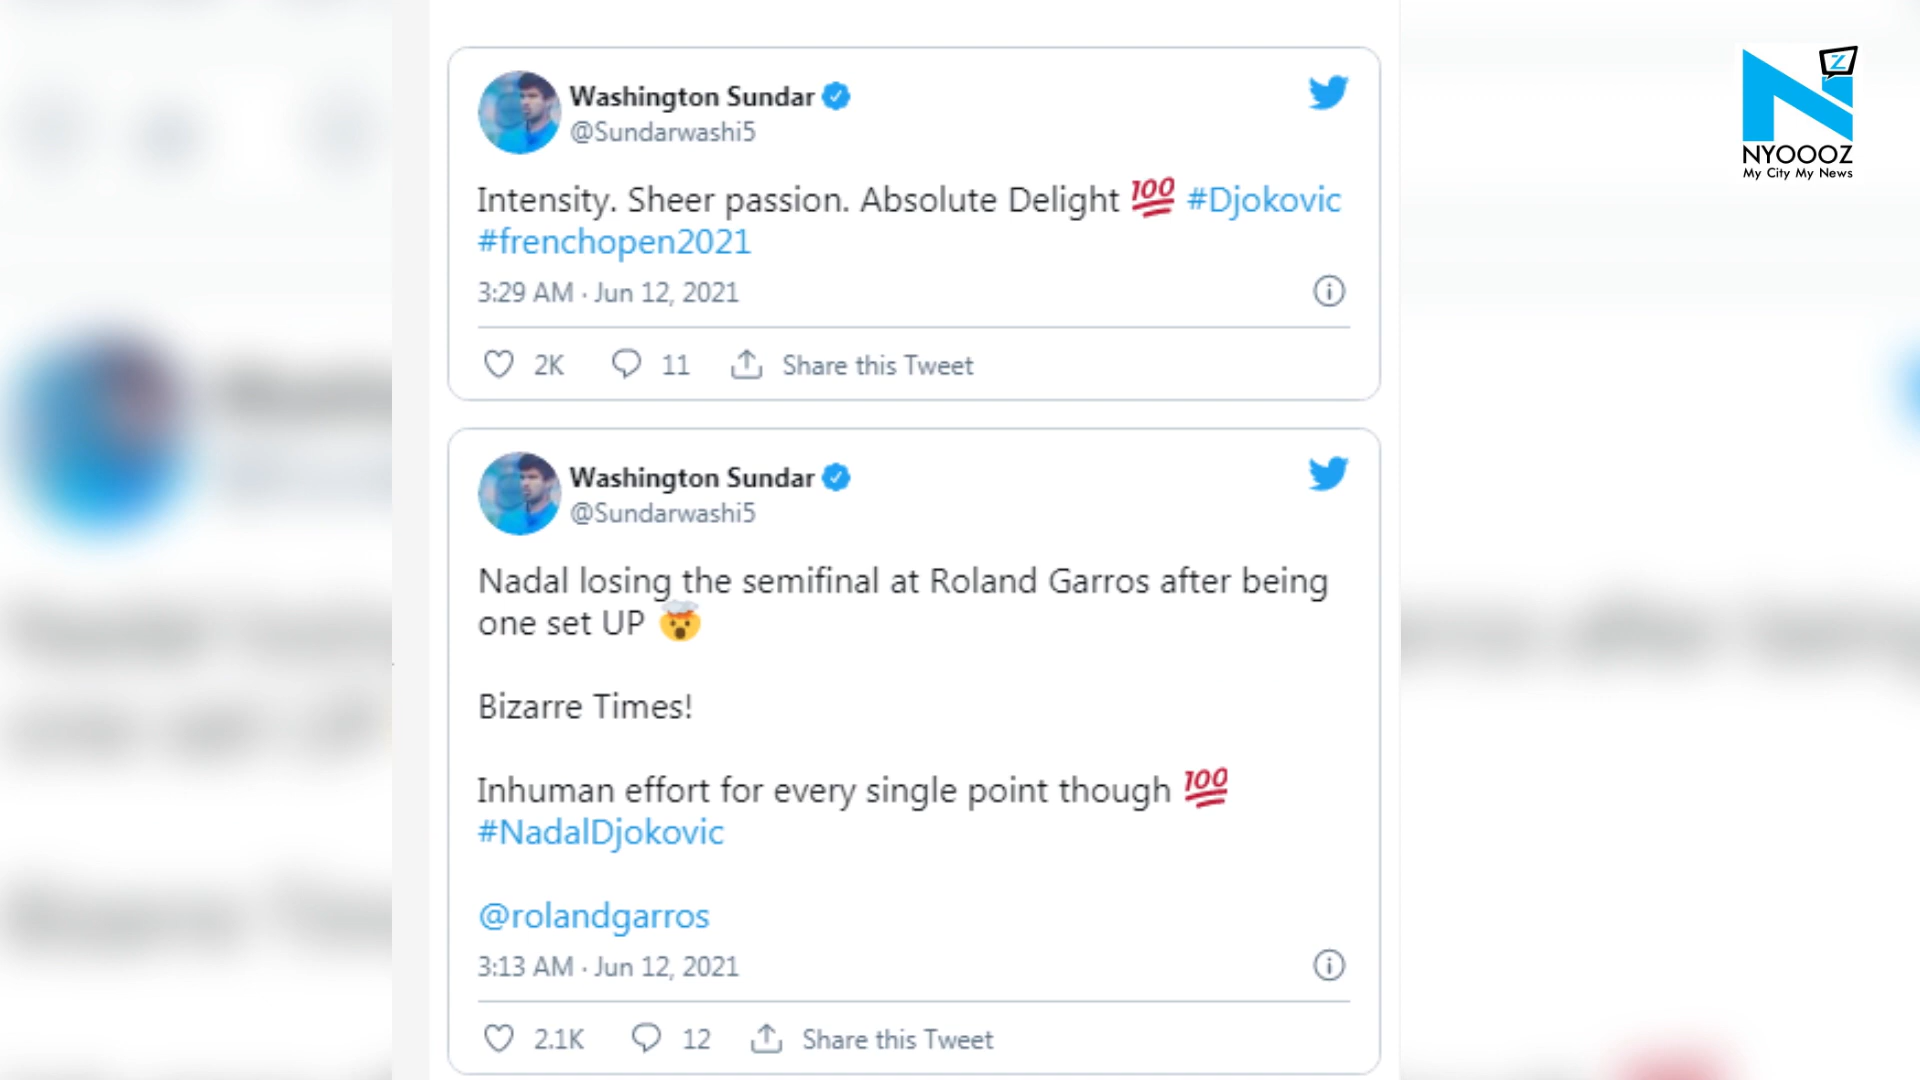 Washington Sundar
@Sundarwashi5
Intensity. Sheer passion. Absolute Delight 💯 #Djokovic
#frenchopen2021
3:29 AM · Jun 12, 2021
2K 11 Share this Tweet
Washington Sundar
@Sundarwashi5
Nadal losing the semifinal at Roland Garros after being
one set UP 🤯
Bizarre Times!
Inhuman effort for every single point though 💯
#NadalDjokovic
@rolandgarros
3:13 AM · Jun 12, 2021
2.1K 12 Share this Tweet
Z
NYOOOZ
My City My News